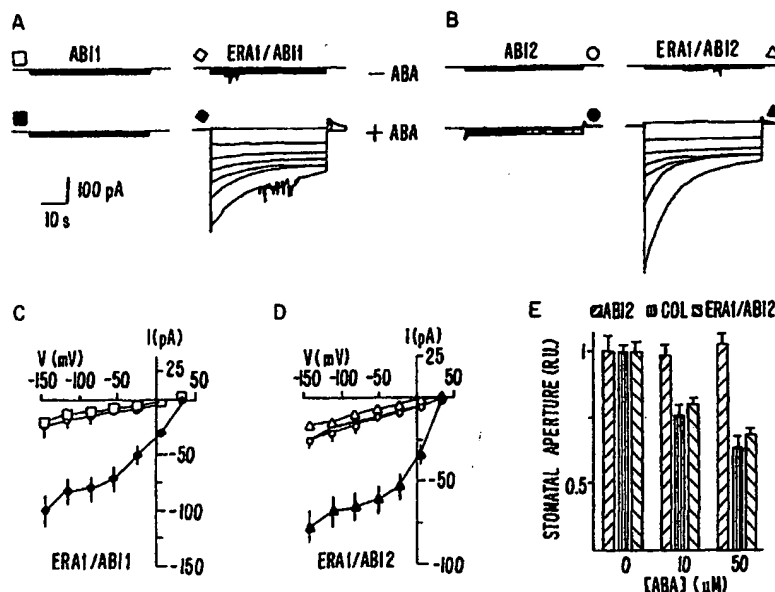 A
B
ABI1
ERA1/ABI1
ABI2
ERA1/ABI2
- ABA
+ ABA
100 pA
10 s
C
D
E
ABI2 COL ERA1/ABI2
I(pA)
25
V (mV)
-150 -100 -50 50
-50
-100
-150
ERA1/ABI1
I(pA)
25
V (mV)
-150 -100 -50 50
-50
-100
ERA1/ABI2
STOMATAL APERTURE (R.U.)
1
0.5
0 10 50
[ABA] (µM)